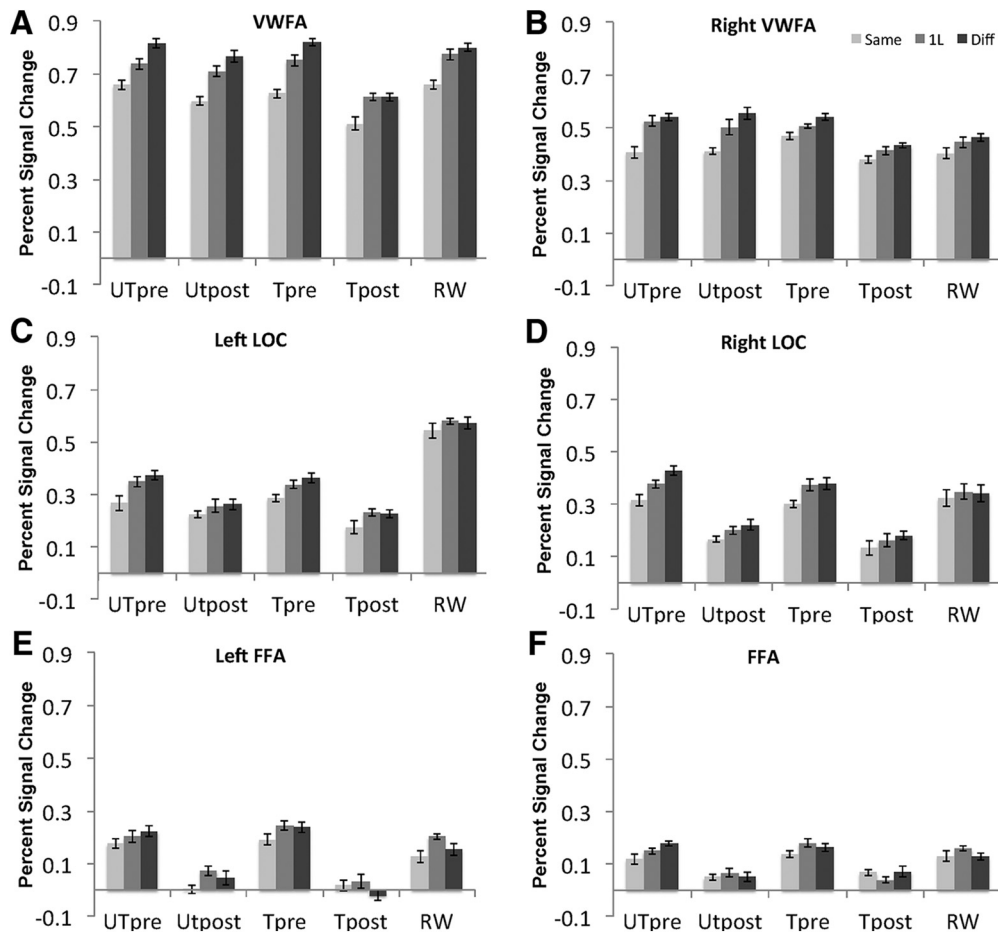 A
VWFA
Percent Signal Change
0.9
0.7
0.5
0.3
0.1
-0.1
UTpre Utpost Tpre Tpost RW
B
Right VWFA
Same 1L Diff
Percent Signal Change
0.9
0.7
0.5
0.3
0.1
-0.1
UTpre Utpost Tpre Tpost RW
C
Left LOC
Percent Signal Change
0.9
0.7
0.5
0.3
0.1
-0.1
UTpre Utpost Tpre Tpost RW
D
Right LOC
Percent Signal Change
0.9
0.7
0.5
0.3
0.1
-0.1
UTpre Utpost Tpre Tpost RW
E
Left FFA
Percent Signal Change
0.9
0.7
0.5
0.3
0.1
-0.1
UTpre Utpost Tpre Tpost RW
F
FFA
Percent Signal Change
0.9
0.7
0.5
0.3
0.1
-0.1
UTpre Utpost Tpre Tpost RW